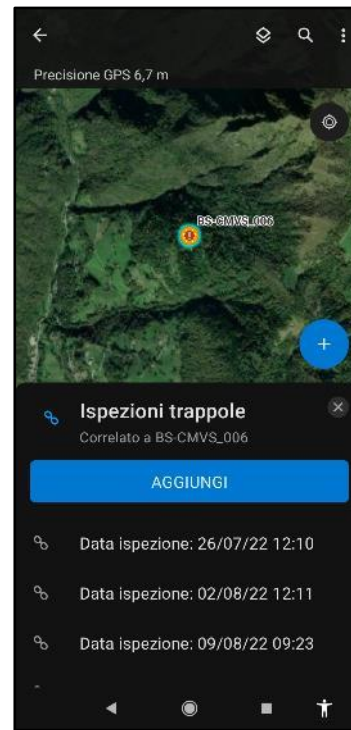 Precisione GPS 6,7 m
BS-CMVS_006
Ispezioni trappole
Correlato a BS-CMVS_006
AGGIUNGI
Data ispezione: 26/07/22 12:10
Data ispezione: 02/08/22 12:11
Data ispezione: 09/08/22 09:23